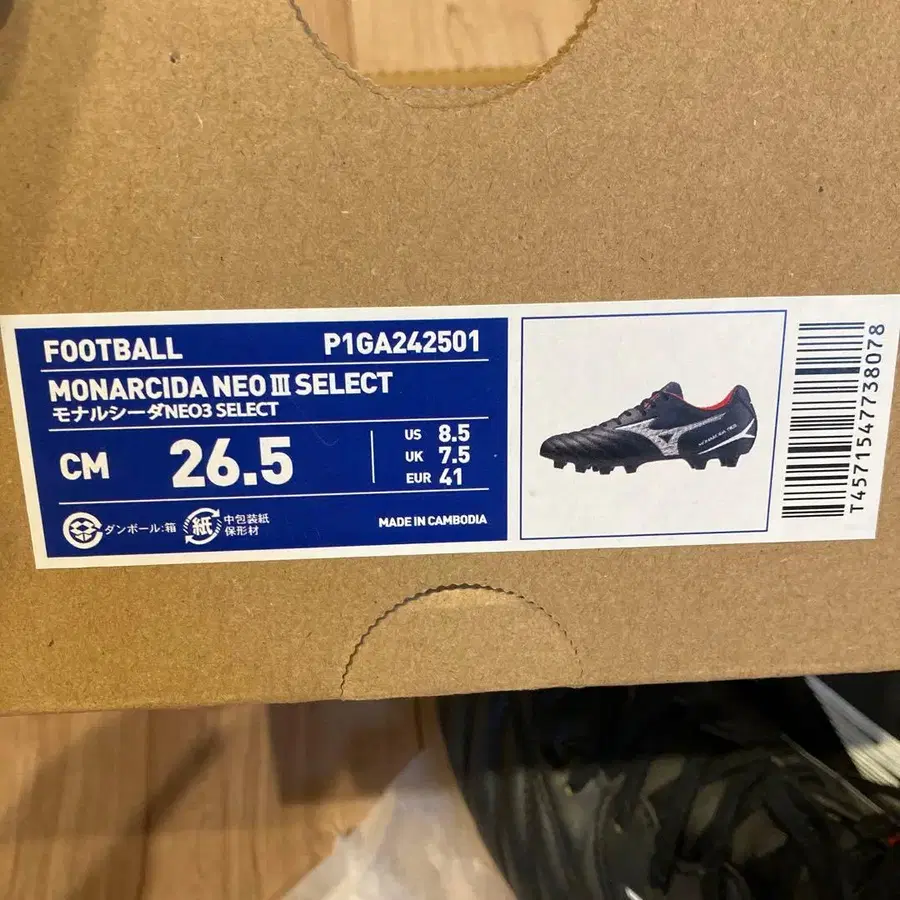 FOOTBALL P1GA242501
MONARCIDA NEO III SELECT
モナルシーダNEO3 SELECT
CM 26.5
US 8.5
UK 7.5
EUR 41
ダンボール:箱
紙 中包装紙
保形材
MADE IN CAMBODIA
T4571547738078